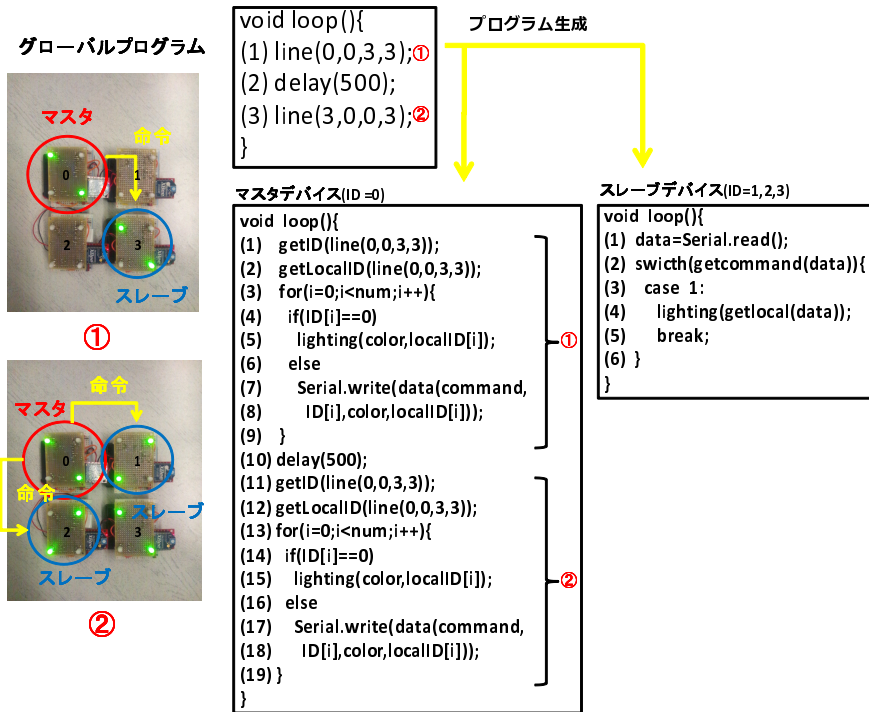 グローバルプログラム
void loop(){
(1) line(0,0,3,3);①
(2) delay(500);
(3) line(3,0,0,3);②
}
プログラム生成
マスタ
命令
0
1
2
3
スレーブ
①
命令
マスタ
0
1
命令
スレーブ
2
3
スレーブ
②
マスタデバイス(ID =0)
void loop(){
(1) getID(line(0,0,3,3));
(2) getLocalID(line(0,0,3,3));
(3) for(i=0;i<num;i++){
(4) if(ID[i]==0)
(5) lighting(color,localID[i]);
(6) else
(7) Serial.write(data(command,
(8) ID[i],color,localID[i]));
(9) }
①
(10) delay(500);
(11) getID(line(0,0,3,3));
(12) getLocalID(line(0,0,3,3));
(13) for(i=0;i<num;i++){
(14) if(ID[i]==0)
(15) lighting(color,localID[i]);
(16) else
(17) Serial.write(data(command,
(18) ID[i],color,localID[i]));
(19) }
}
②
スレーブデバイス(ID=1,2,3)
void loop(){
(1) data=Serial.read();
(2) swicth(getcommand(data)){
(3) case 1:
(4) lighting(getlocal(data));
(5) break;
(6) }
}